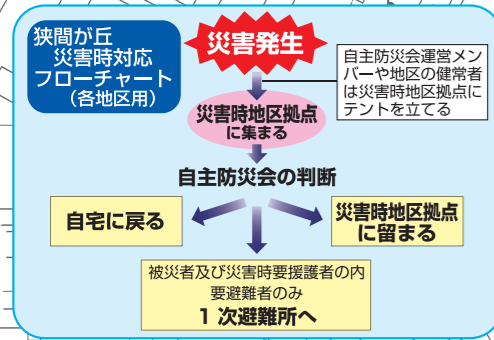 狭間が丘
災害時対応
フローチャート
（各地区用）
災害発生
自主防災会運営メン
バーや地区の健常者
は災害時地区拠点に
テントを立てる
災害時地区拠点
に集まる
自主防災会の判断
自宅に戻る
災害時地区拠点
に留まる
被災者及び災害時要援護者の内
要避難者のみ
1 次避難所へ